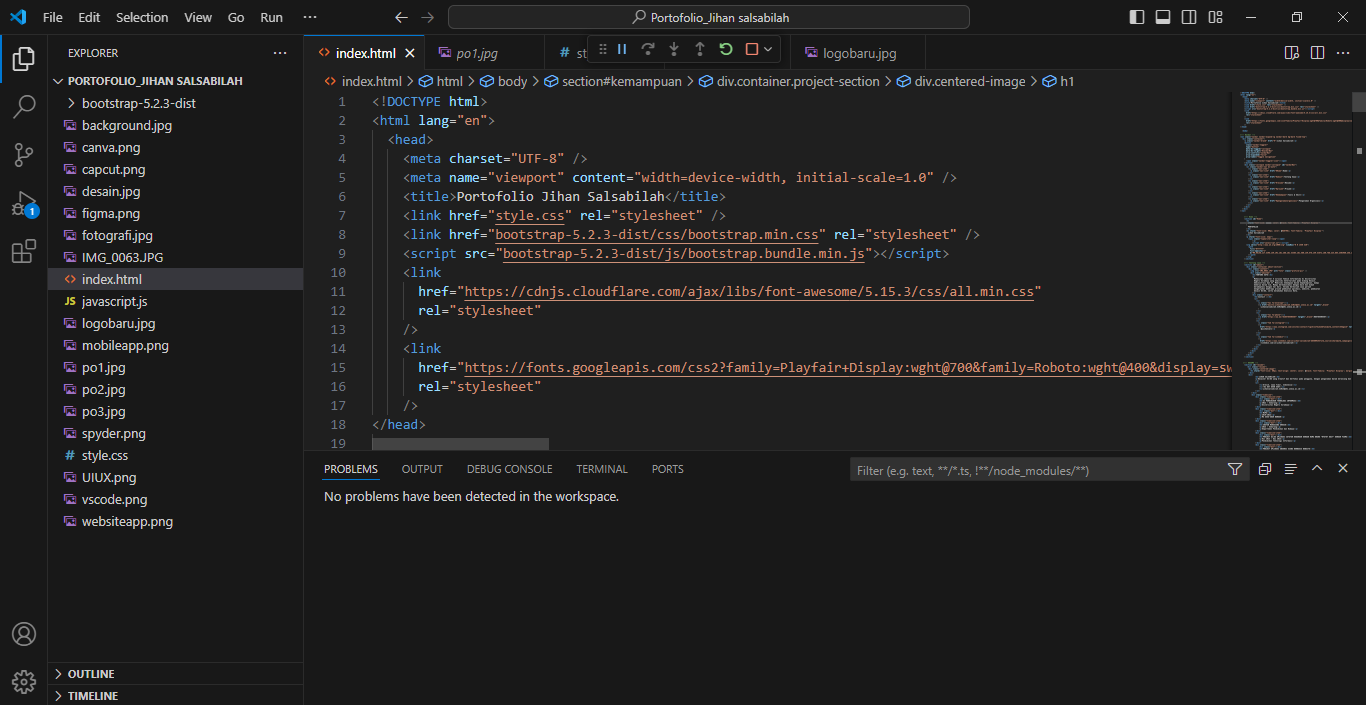 File Edit Selection View Go Run ···
Portofolio_Jihan salsabilah
EXPLORER
PORTOFOLIO_JIHAN SALSABILAH
bootstrap-5.2.3-dist
background.jpg
canva.png
capcut.png
desain.jpg
figma.png
fotografi.jpg
IMG_0063.JPG
index.html
javascript.js
logobaru.jpg
mobileapp.png
po1.jpg
po2.jpg
po3.jpg
spyder.png
style.css
UIUX.png
vscode.png
websiteapp.png
OUTLINE
TIMELINE
1
index.html
po1.jpg
# st
logobaru.jpg
index.html > html > body > section#kemampuan > div.container.project-section > div.centered-image > h1
1 <!DOCTYPE html>
2 <html lang="en">
3 <head>
4 <meta charset="UTF-8" />
5 <meta name="viewport" content="width=device-width, initial-scale=1.0" />
6 <title>Portofolio Jihan Salsabilah</title>
7 <link href="style.css" rel="stylesheet" />
8 <link href="bootstrap-5.2.3-dist/css/bootstrap.min.css" rel="stylesheet" />
9 <script src="bootstrap-5.2.3-dist/js/bootstrap.bundle.min.js"></script>
10 <link
11 href="https://cdnjs.cloudflare.com/ajax/libs/font-awesome/5.15.3/css/all.min.css"
12 rel="stylesheet"
13 />
14 <link
15 href="https://fonts.googleapis.com/css2?family=Playfair+Display:wght@700&family=Roboto:wght@400&display=sw
16 rel="stylesheet"
17 />
18 </head>
19
PROBLEMS OUTPUT DEBUG CONSOLE TERMINAL PORTS
Filter (e.g. text, **/*.ts, !**/node_modules/**)
No problems have been detected in the workspace.